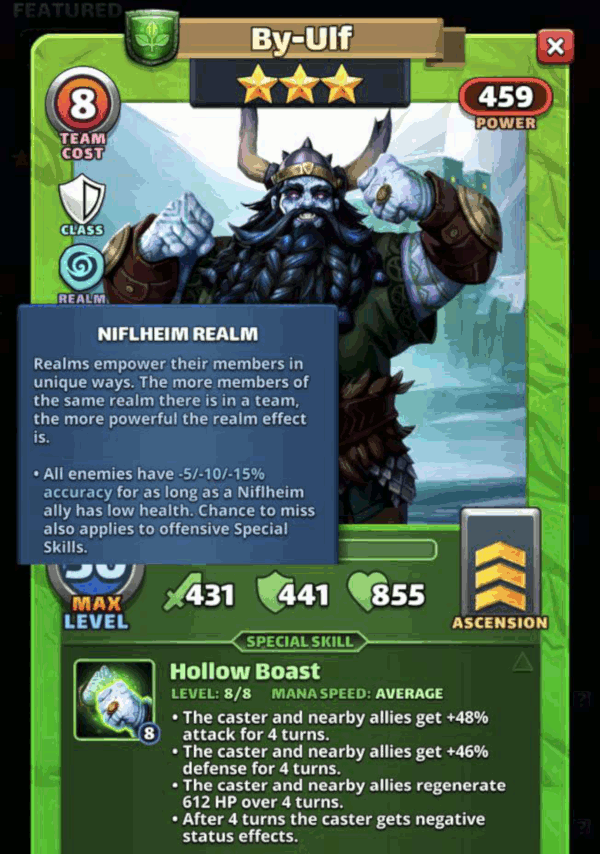 FEATURED
By-Ulf
8
TEAM
COST
459
POWER
CLASS
REALM
NIFLHEIM REALM
Realms empower their members in
unique ways. The more members of
the same realm there is in a team,
the more powerful the realm effect
is.
• All enemies have -5/-10/-15%
accuracy for as long as a Niflheim
ally has low health. Chance to miss
also applies to offensive Special
Skills.
MAX
LEVEL
431
441
855
ASCENSION
SPECIAL SKILL
Hollow Boast
LEVEL: 8/8 MANA SPEED: AVERAGE
8
• The caster and nearby allies get +48%
attack for 4 turns.
• The caster and nearby allies get +46%
defense for 4 turns.
• The caster and nearby allies regenerate
612 HP over 4 turns.
• After 4 turns the caster gets negative
status effects.